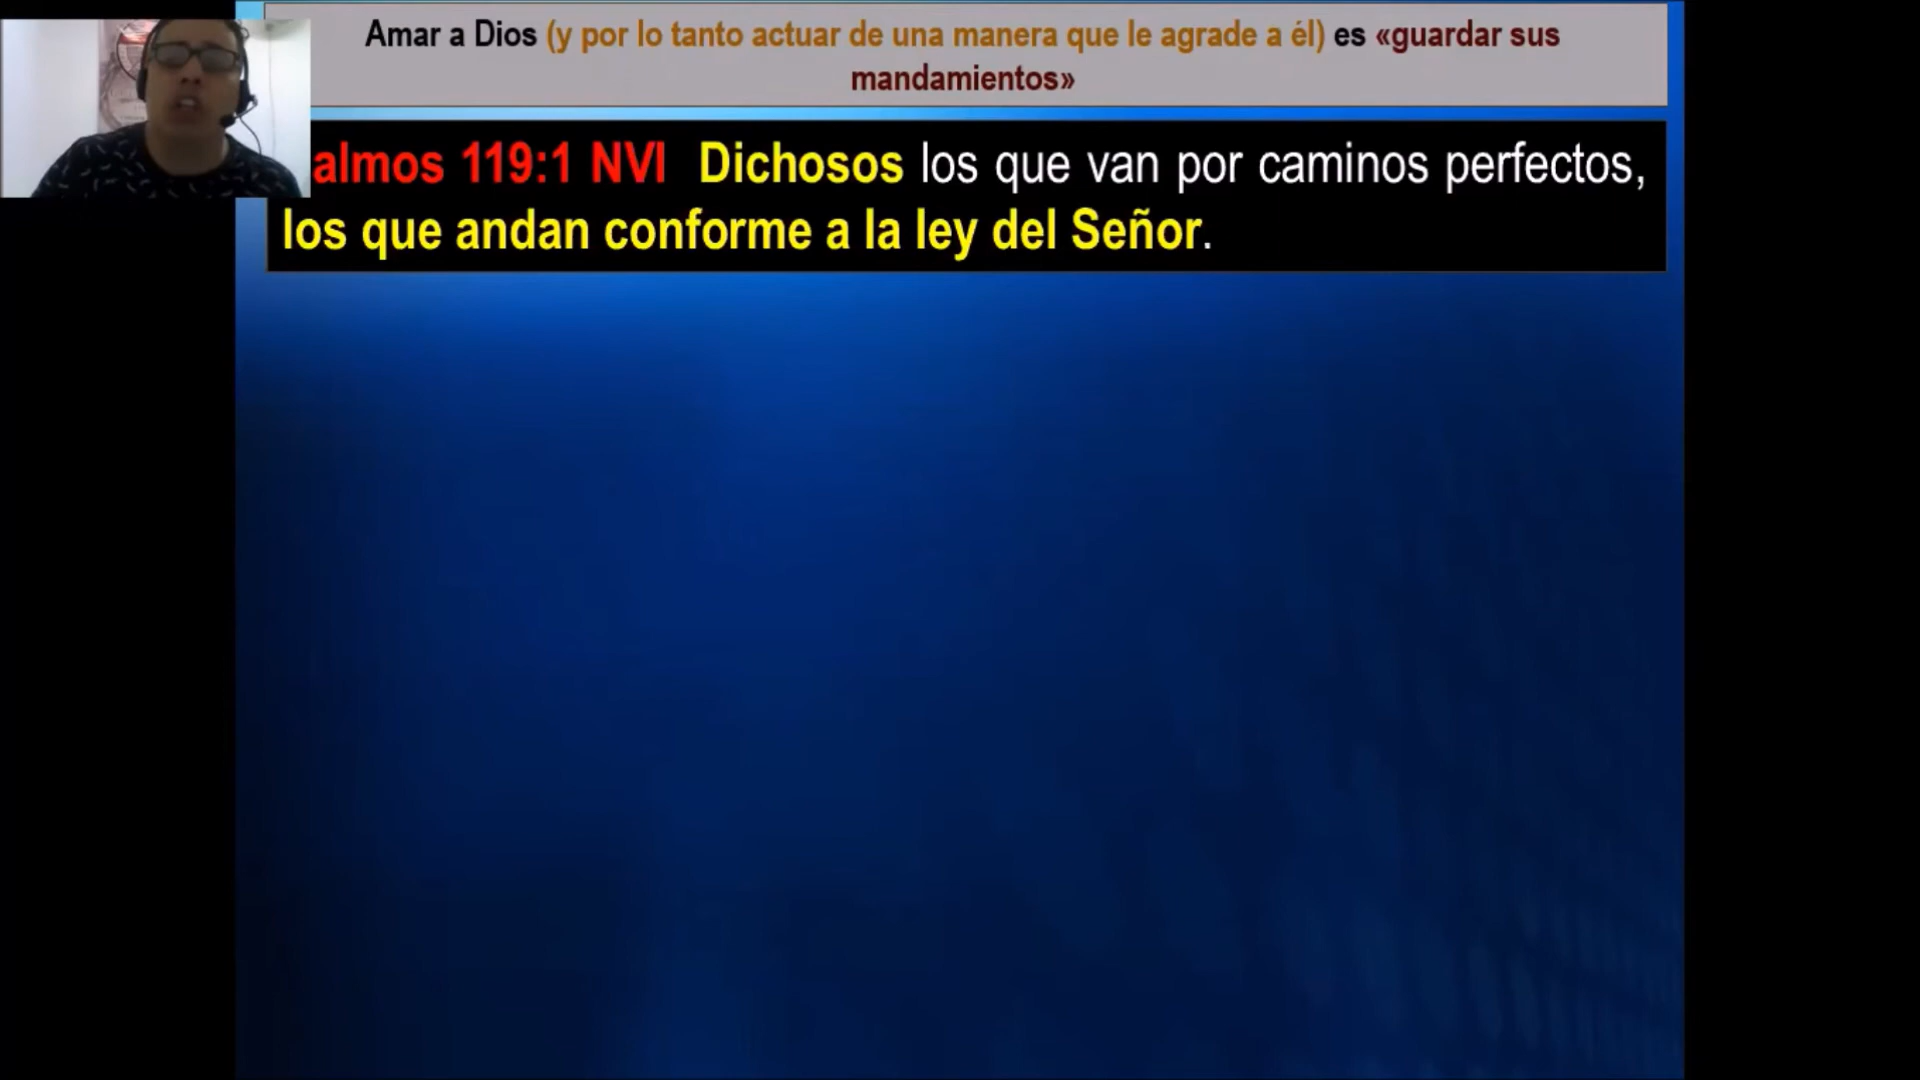 Amar a Dios (y por lo tanto actuar de una manera que le agrade a él) es «guardar sus
mandamientos»
almos 119:1 NVI Dichosos los que van por caminos perfectos,
los que andan conforme a la ley del Señor.